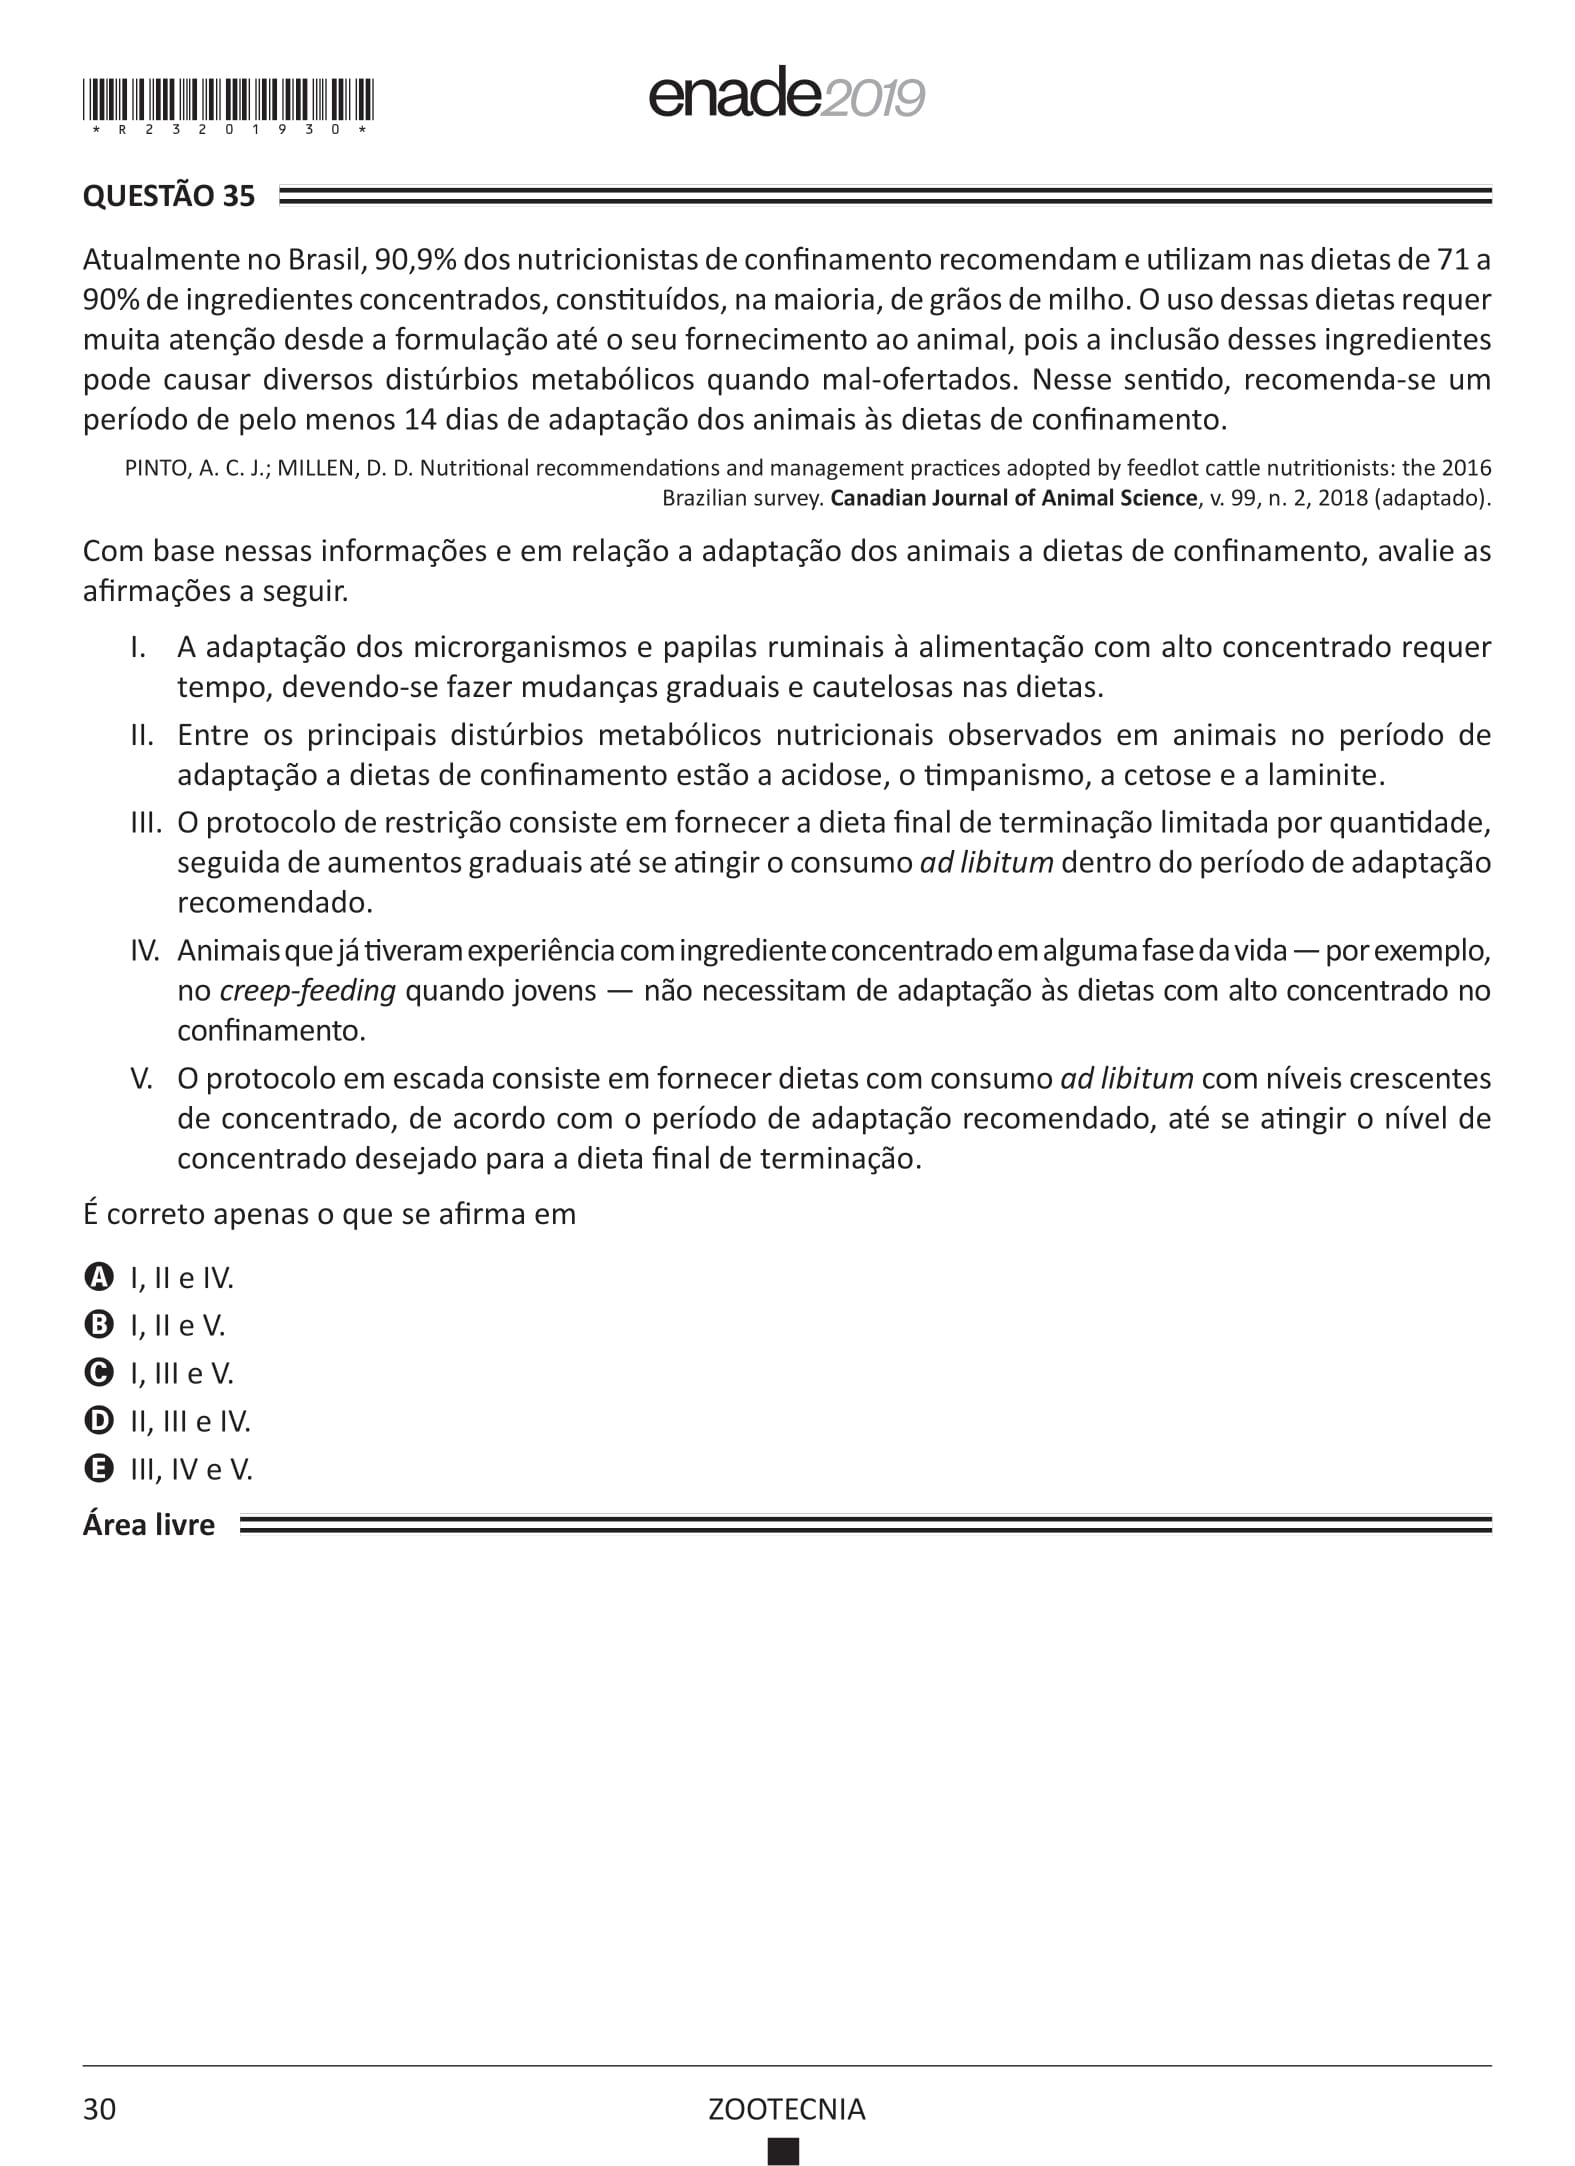 *R23201930*
enade2019
QUESTÃO 35
Atualmente no Brasil, 90,9% dos nutricionistas de confinamento recomendam e utilizam nas dietas de 71 a
90% de ingredientes concentrados, constituídos, na maioria, de grãos de milho. O uso dessas dietas requer
muita atenção desde a formulação até o seu fornecimento ao animal, pois a inclusão desses ingredientes
pode causar diversos distúrbios metabólicos quando mal-ofertados. Nesse sentido, recomenda-se um
período de pelo menos 14 dias de adaptação dos animais às dietas de confinamento.
PINTO, A. C. J.; MILLEN, D. D. Nutritional recommendations and management practices adopted by feedlot cattle nutritionists: the 2016
Brazilian survey. Canadian Journal of Animal Science, v. 99, n. 2, 2018 (adaptado).
Com base nessas informações e em relação a adaptação dos animais a dietas de confinamento, avalie as
afirmações a seguir.
I. A adaptação dos microrganismos e papilas ruminais à alimentação com alto concentrado requer
tempo, devendo-se fazer mudanças graduais e cautelosas nas dietas.
II. Entre os principais distúrbios metabólicos nutricionais observados em animais no período de
adaptação a dietas de confinamento estão a acidose, o timpanismo, a cetose e a laminite.
III. O protocolo de restrição consiste em fornecer a dieta final de terminação limitada por quantidade,
seguida de aumentos graduais até se atingir o consumo ad libitum dentro do período de adaptação
recomendado.
IV. Animais que já tiveram experiência com ingrediente concentrado em alguma fase da vida — por exemplo,
no creep-feeding quando jovens — não necessitam de adaptação às dietas com alto concentrado no
confinamento.
V. O protocolo em escada consiste em fornecer dietas com consumo ad libitum com níveis crescentes
de concentrado, de acordo com o período de adaptação recomendado, até se atingir o nível de
concentrado desejado para a dieta final de terminação.
É correto apenas o que se afirma em
A I, II e IV.
B I, II e V.
C I, III e V.
D II, III e IV.
E III, IV e V.
Área livre
30
ZOOTECNIA